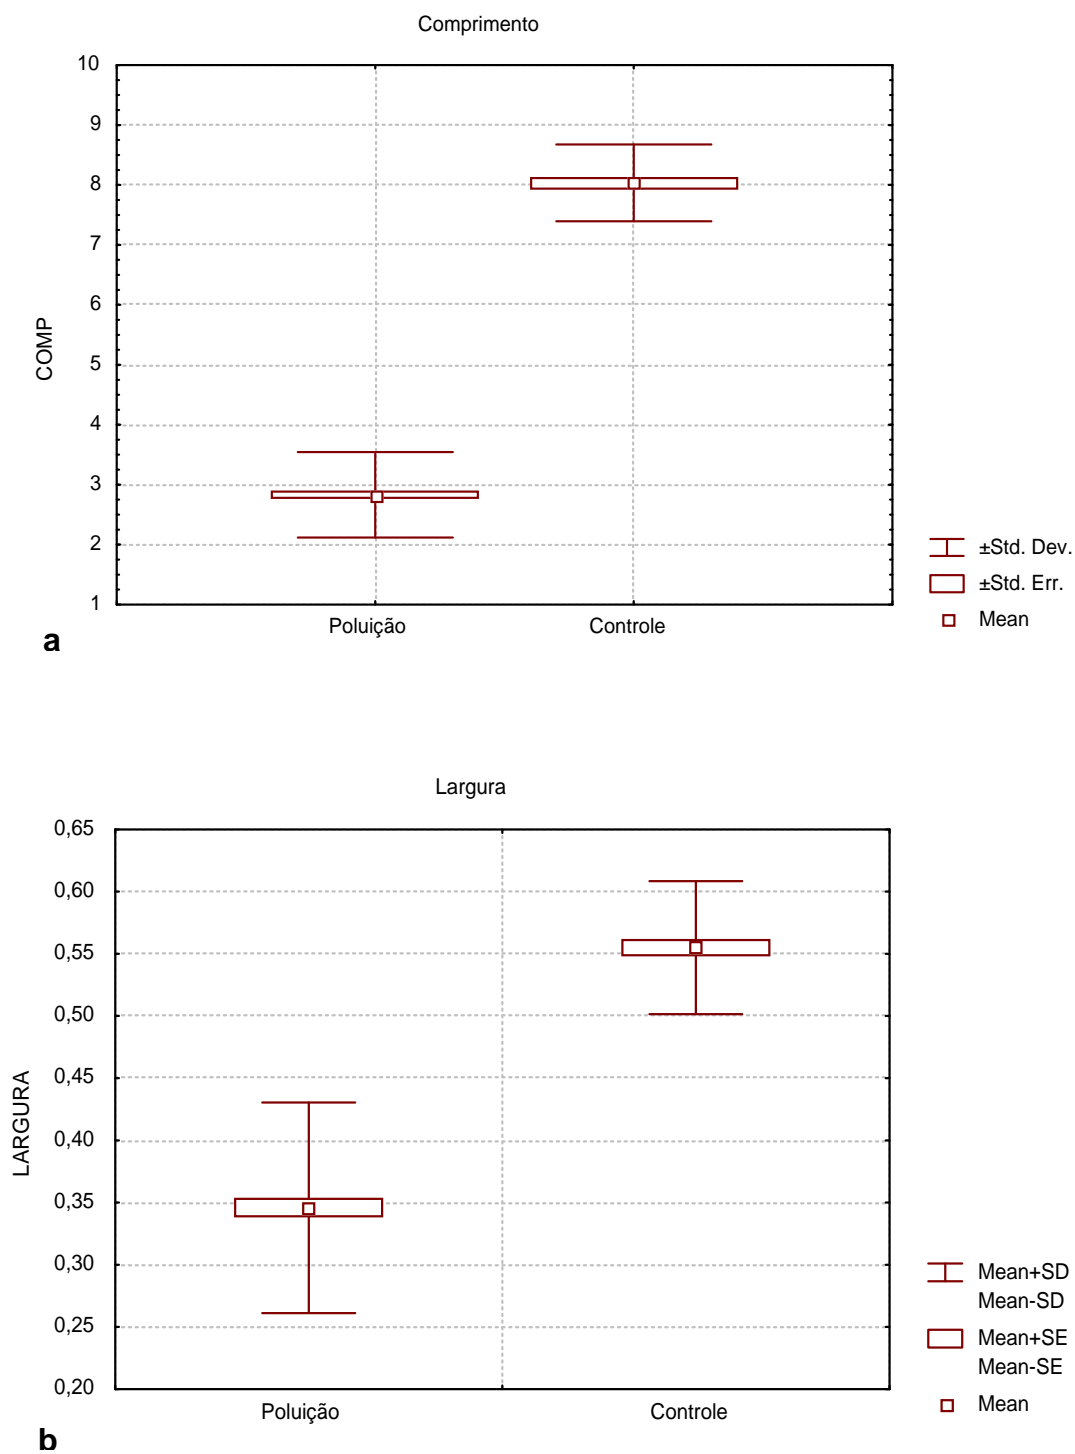 Comprimento
10
9
8
7
6
5
4
3
2
1
COMP
Poluição
Controle
±Std. Dev.
±Std. Err.
Mean
a
Largura
0,65
0,60
0,55
0,50
0,45
0,40
0,35
0,30
0,25
0,20
LARGURA
Poluição
Controle
Mean+SD
Mean-SD
Mean+SE
Mean-SE
Mean
b